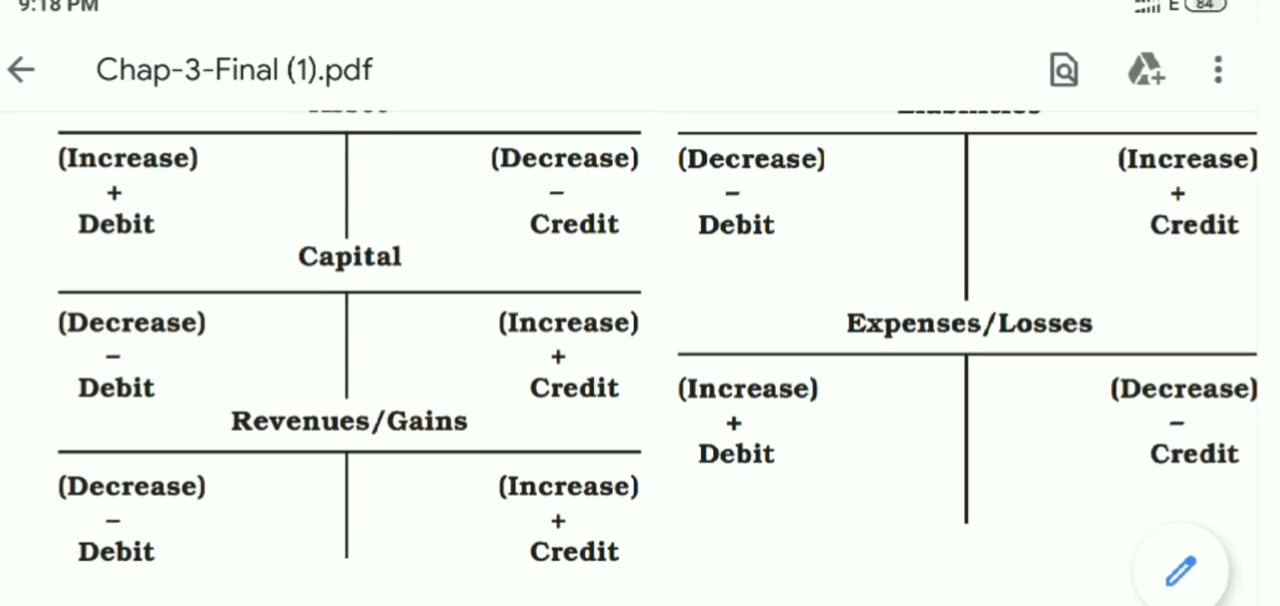 9:18 PM
E 84
Chap-3-Final (1).pdf
(Increase) (Decrease)
+ −
Debit Credit
Capital
(Decrease) (Increase)
− +
Debit Credit
Revenues/Gains
(Decrease) (Increase)
− +
Debit Credit
(Decrease) (Increase)
− +
Debit Credit
Expenses/Losses
(Increase) (Decrease)
+ −
Debit Credit